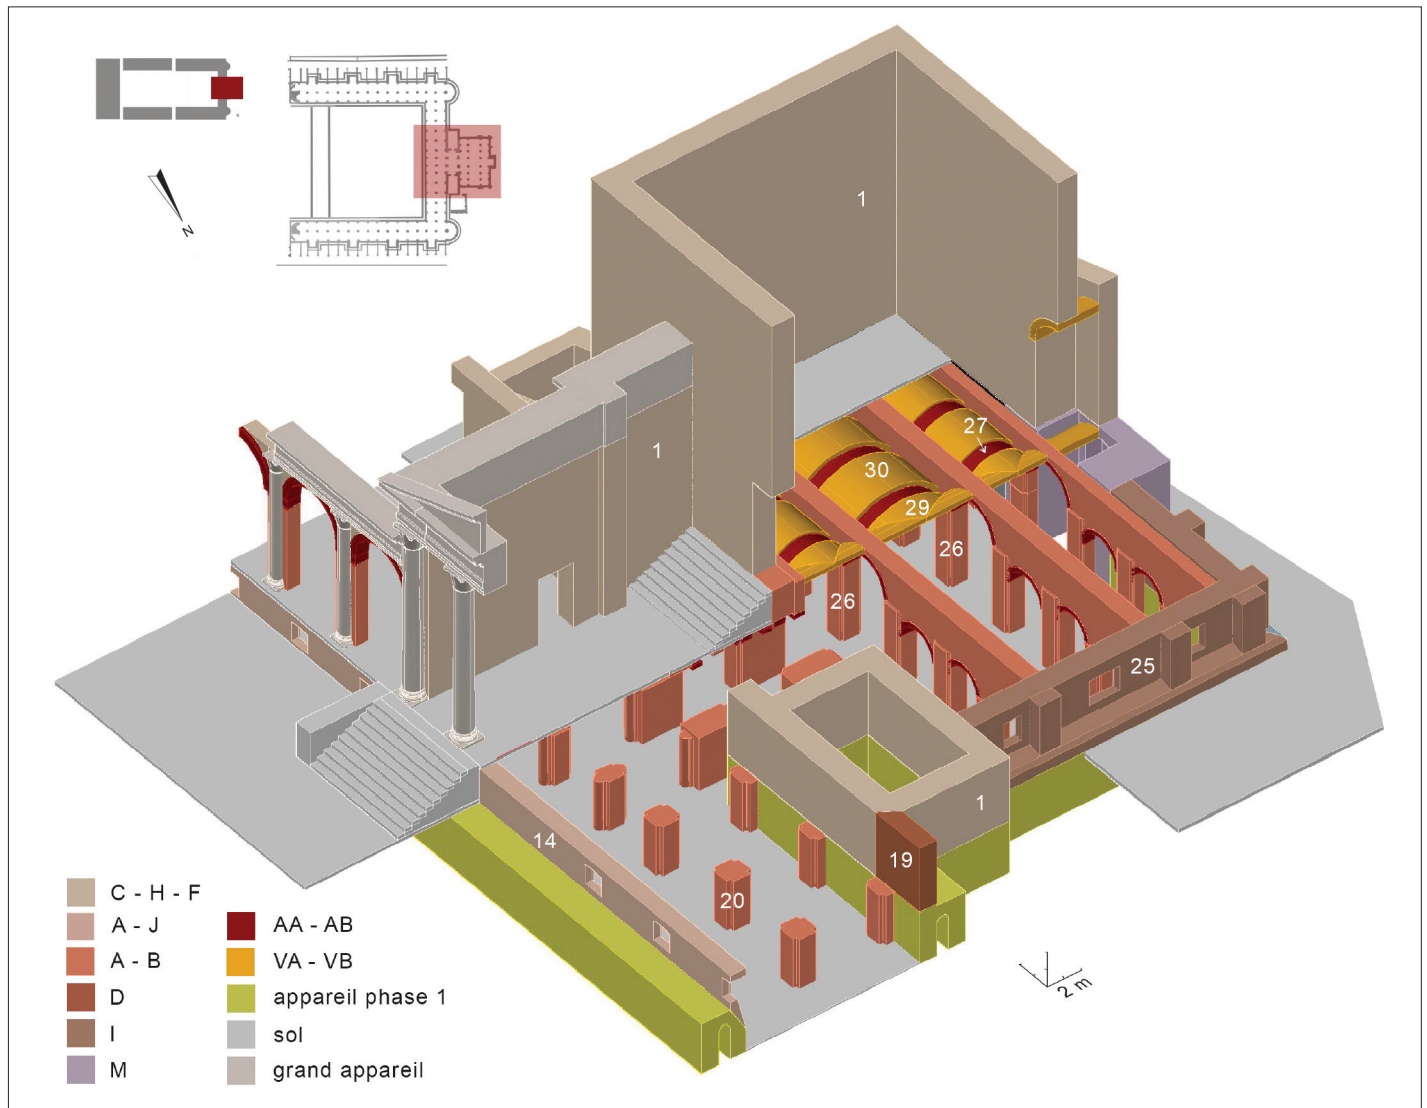 N
1
1
27
30
29
26
26
25
1
14
19
20
2 m
C - H - F
A - J
A - B
D
I
M
AA - AB
VA - VB
appareil phase 1
sol
grand appareil